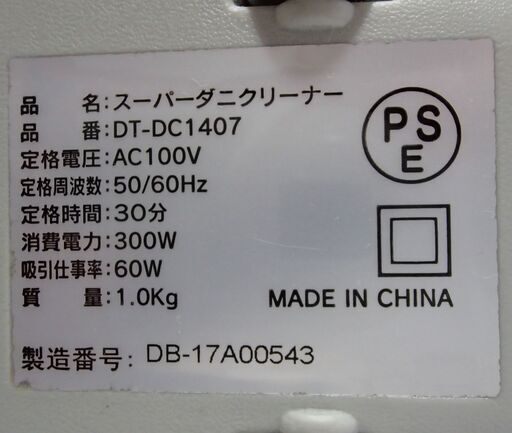 品　　名：スーパーダニクリーナー
品　　番：DT-DC1407
定格電圧：AC100V
定格周波数：50/60Hz
定格時間：30分
消費電力：300W
吸引仕事率：60W
質　　量：1.0Kg
PS
E
MADE IN CHINA
製造番号: DB-17A00543